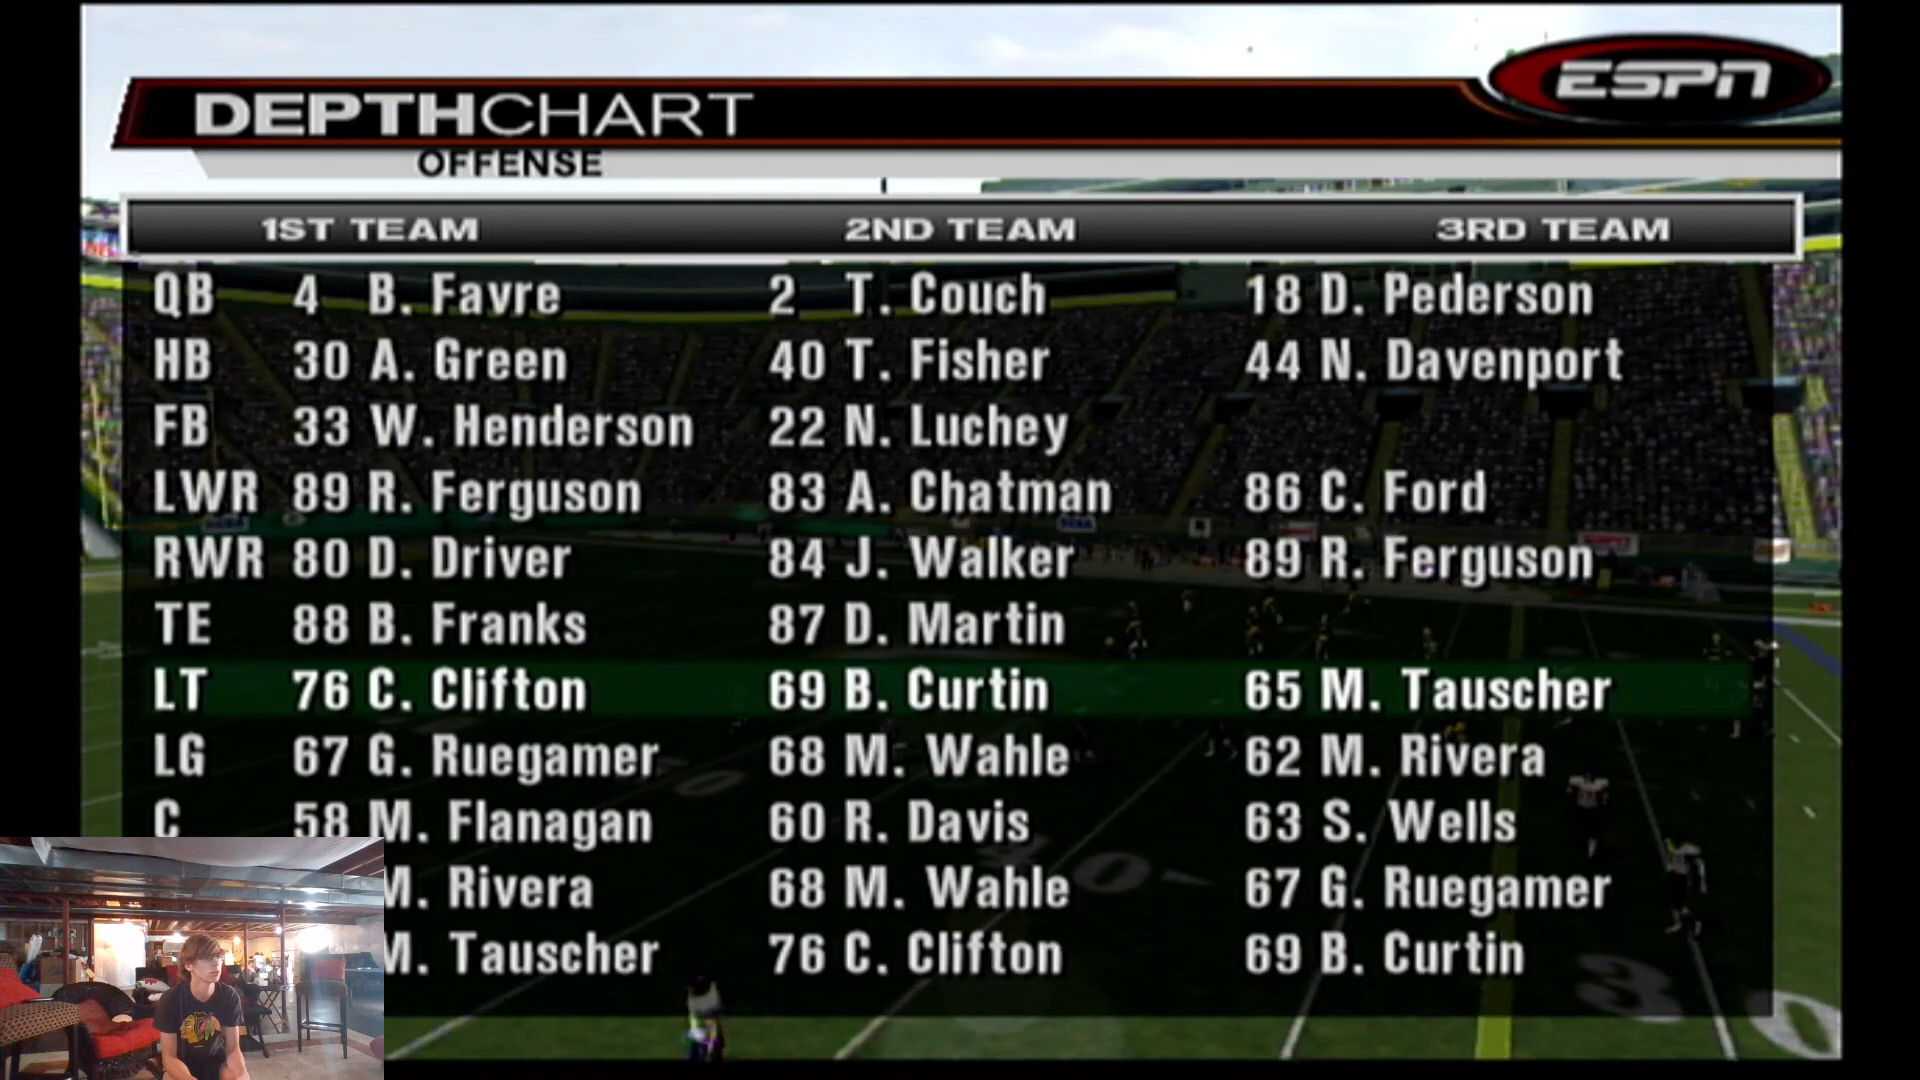 ESPN
DEPTHCHART
OFFENSE
1ST TEAM 2ND TEAM 3RD TEAM
QB 4 B. Favre 2 T. Couch 18 D. Pederson
HB 30 A. Green 40 T. Fisher 44 N. Davenport
FB 33 W. Henderson 22 N. Luchey
LWR 89 R. Ferguson 83 A. Chatman 86 C. Ford
RWR 80 D. Driver 84 J. Walker 89 R. Ferguson
TE 88 B. Franks 87 D. Martin
LT 76 C. Clifton 69 B. Curtin 65 M. Tauscher
LG 67 G. Ruegamer 68 M. Wahle 62 M. Rivera
C 58 M. Flanagan 60 R. Davis 63 S. Wells
M. Rivera 68 M. Wahle 67 G. Ruegamer
M. Tauscher 76 C. Clifton 69 B. Curtin
3 0